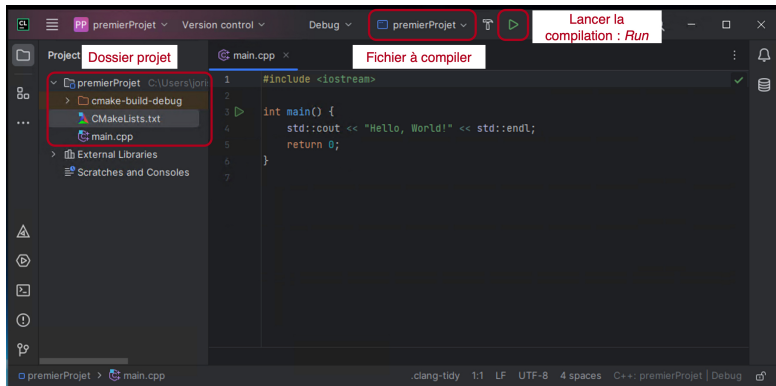 PP premierProjet Version control Debug premierProjet
Lancer la
compilation : Run
Project
Dossier projet
main.cpp
Fichier à compiler
premierProjet C:\Users\jori
cmake-build-debug
CMakeLists.txt
main.cpp
External Libraries
Scratches and Consoles
1 #include <iostream>
2
3 int main() {
4 std::cout << "Hello, World!" << std::endl;
5 return 0;
6 }
7
premierProjet > main.cpp
.clang-tidy 1:1 LF UTF-8 4 spaces C++: premierProjet | Debug